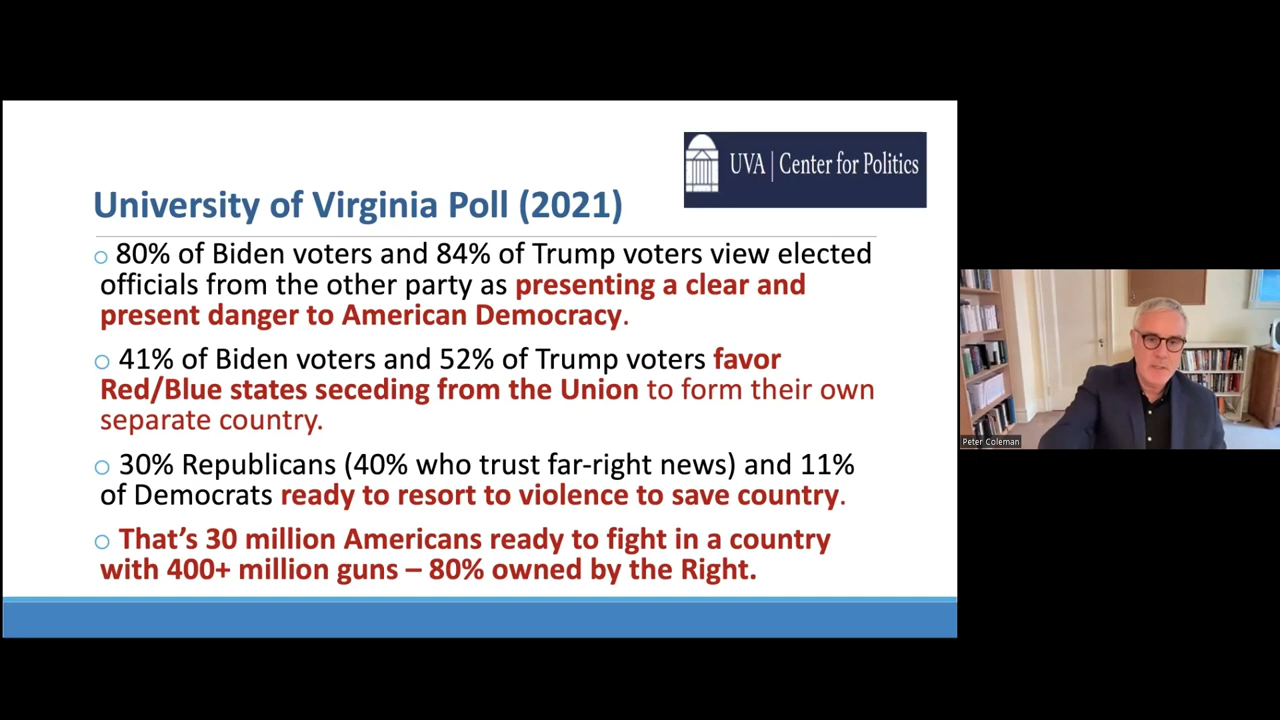 UVA | Center for Politics
University of Virginia Poll (2021)
○ 80% of Biden voters and 84% of Trump voters view elected
officials from the other party as presenting a clear and
present danger to American Democracy.
○ 41% of Biden voters and 52% of Trump voters favor
Red/Blue states seceding from the Union to form their own
separate country.
○ 30% Republicans (40% who trust far-right news) and 11%
of Democrats ready to resort to violence to save country.
○ That’s 30 million Americans ready to fight in a country
with 400+ million guns – 80% owned by the Right.
Peter Coleman